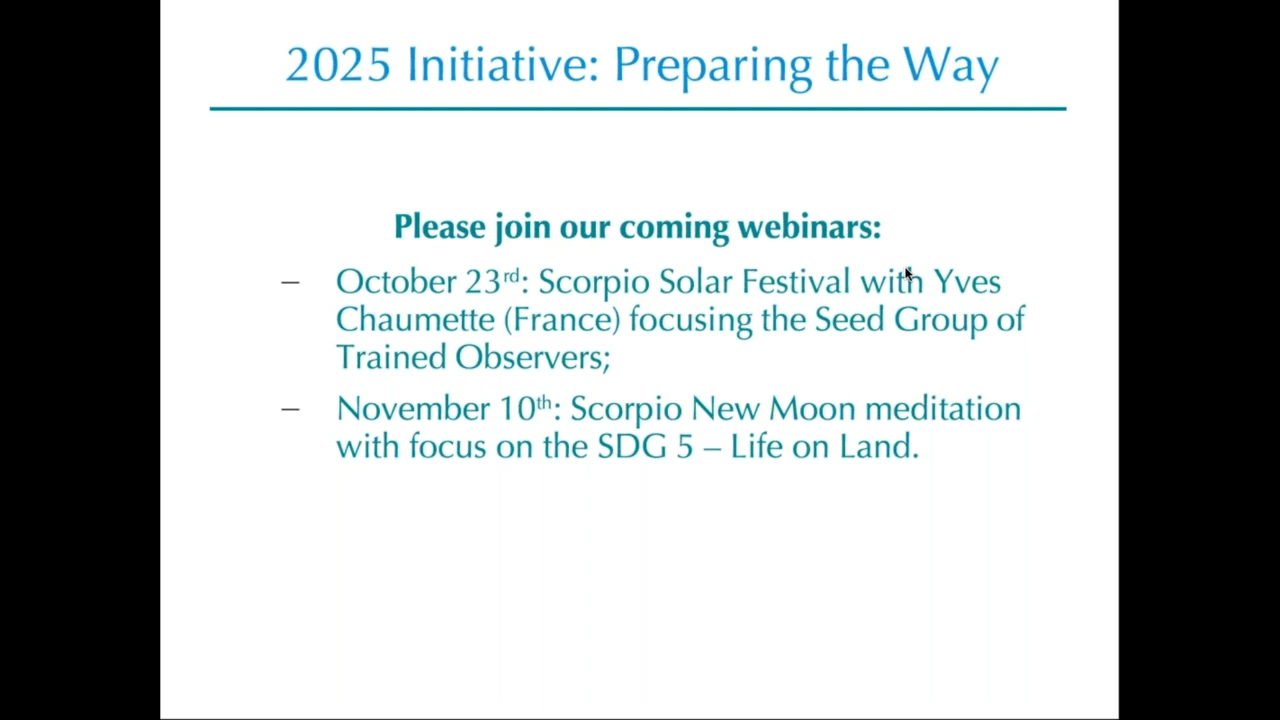 2025 Initiative: Preparing the Way
Please join our coming webinars:
– October 23rd: Scorpio Solar Festival with Yves
Chaumette (France) focusing the Seed Group of
Trained Observers;
– November 10th: Scorpio New Moon meditation
with focus on the SDG 5 – Life on Land.